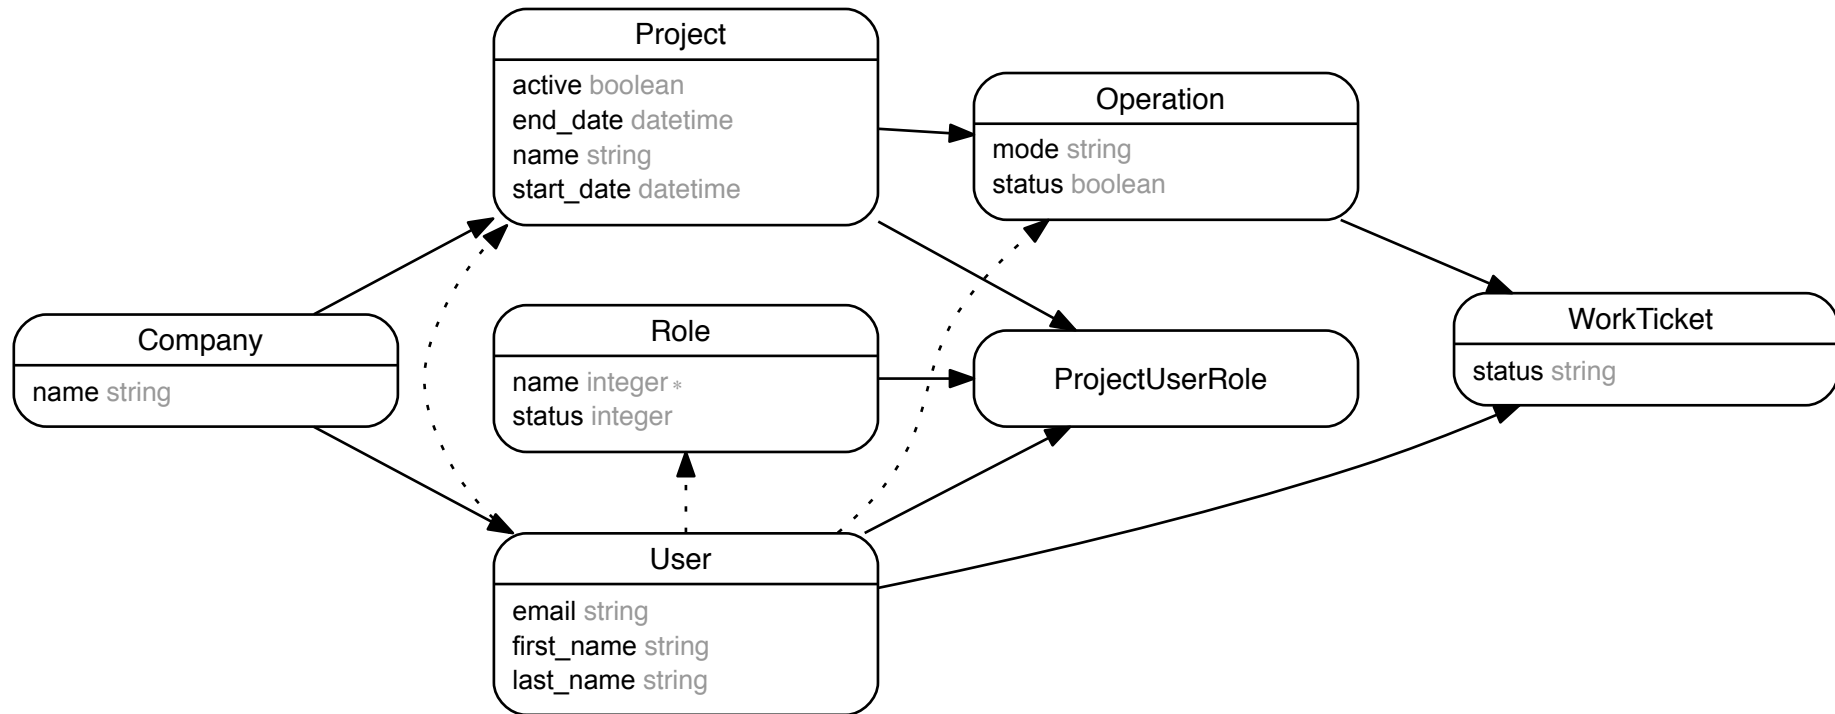 Project
active boolean
end_date datetime
name string
start_date datetime
Operation
mode string
status boolean
Company
name string
Role
name integer*
status integer
ProjectUserRole
WorkTicket
status string
User
email string
first_name string
last_name string